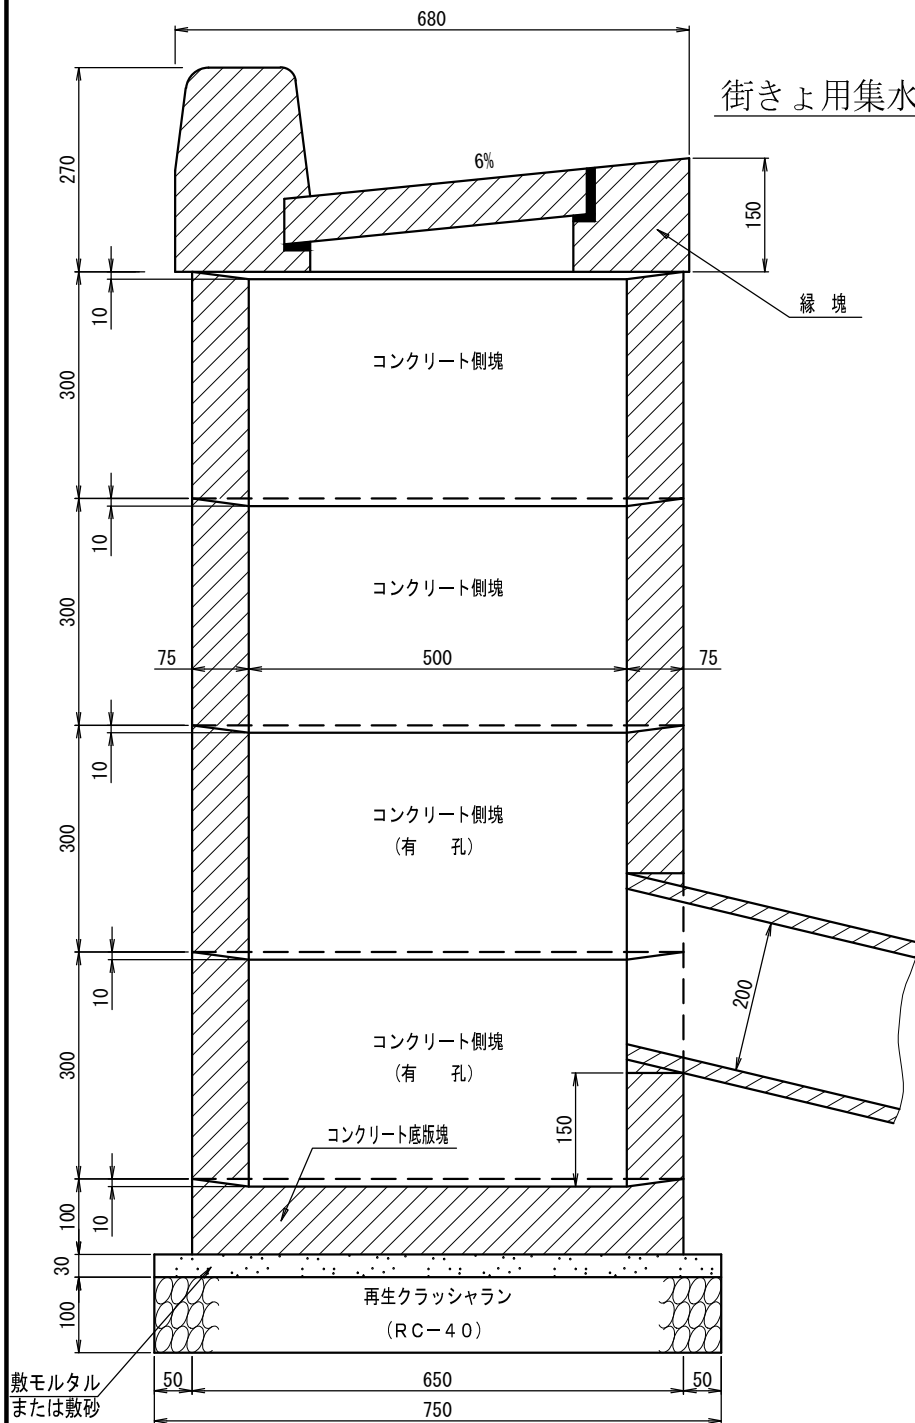 680
街きょ用集水
270
6%
150
縁 塊
10
300
コンクリート側塊
10
300
コンクリート側塊
75
500
75
10
300
コンクリート側塊
(有 孔)
10
300
コンクリート側塊
(有 孔)
200
150
コンクリート底版塊
10
100
30
100
再生クラッシャラン
(RC-40)
敷モルタル
または敷砂
50
650
50
750